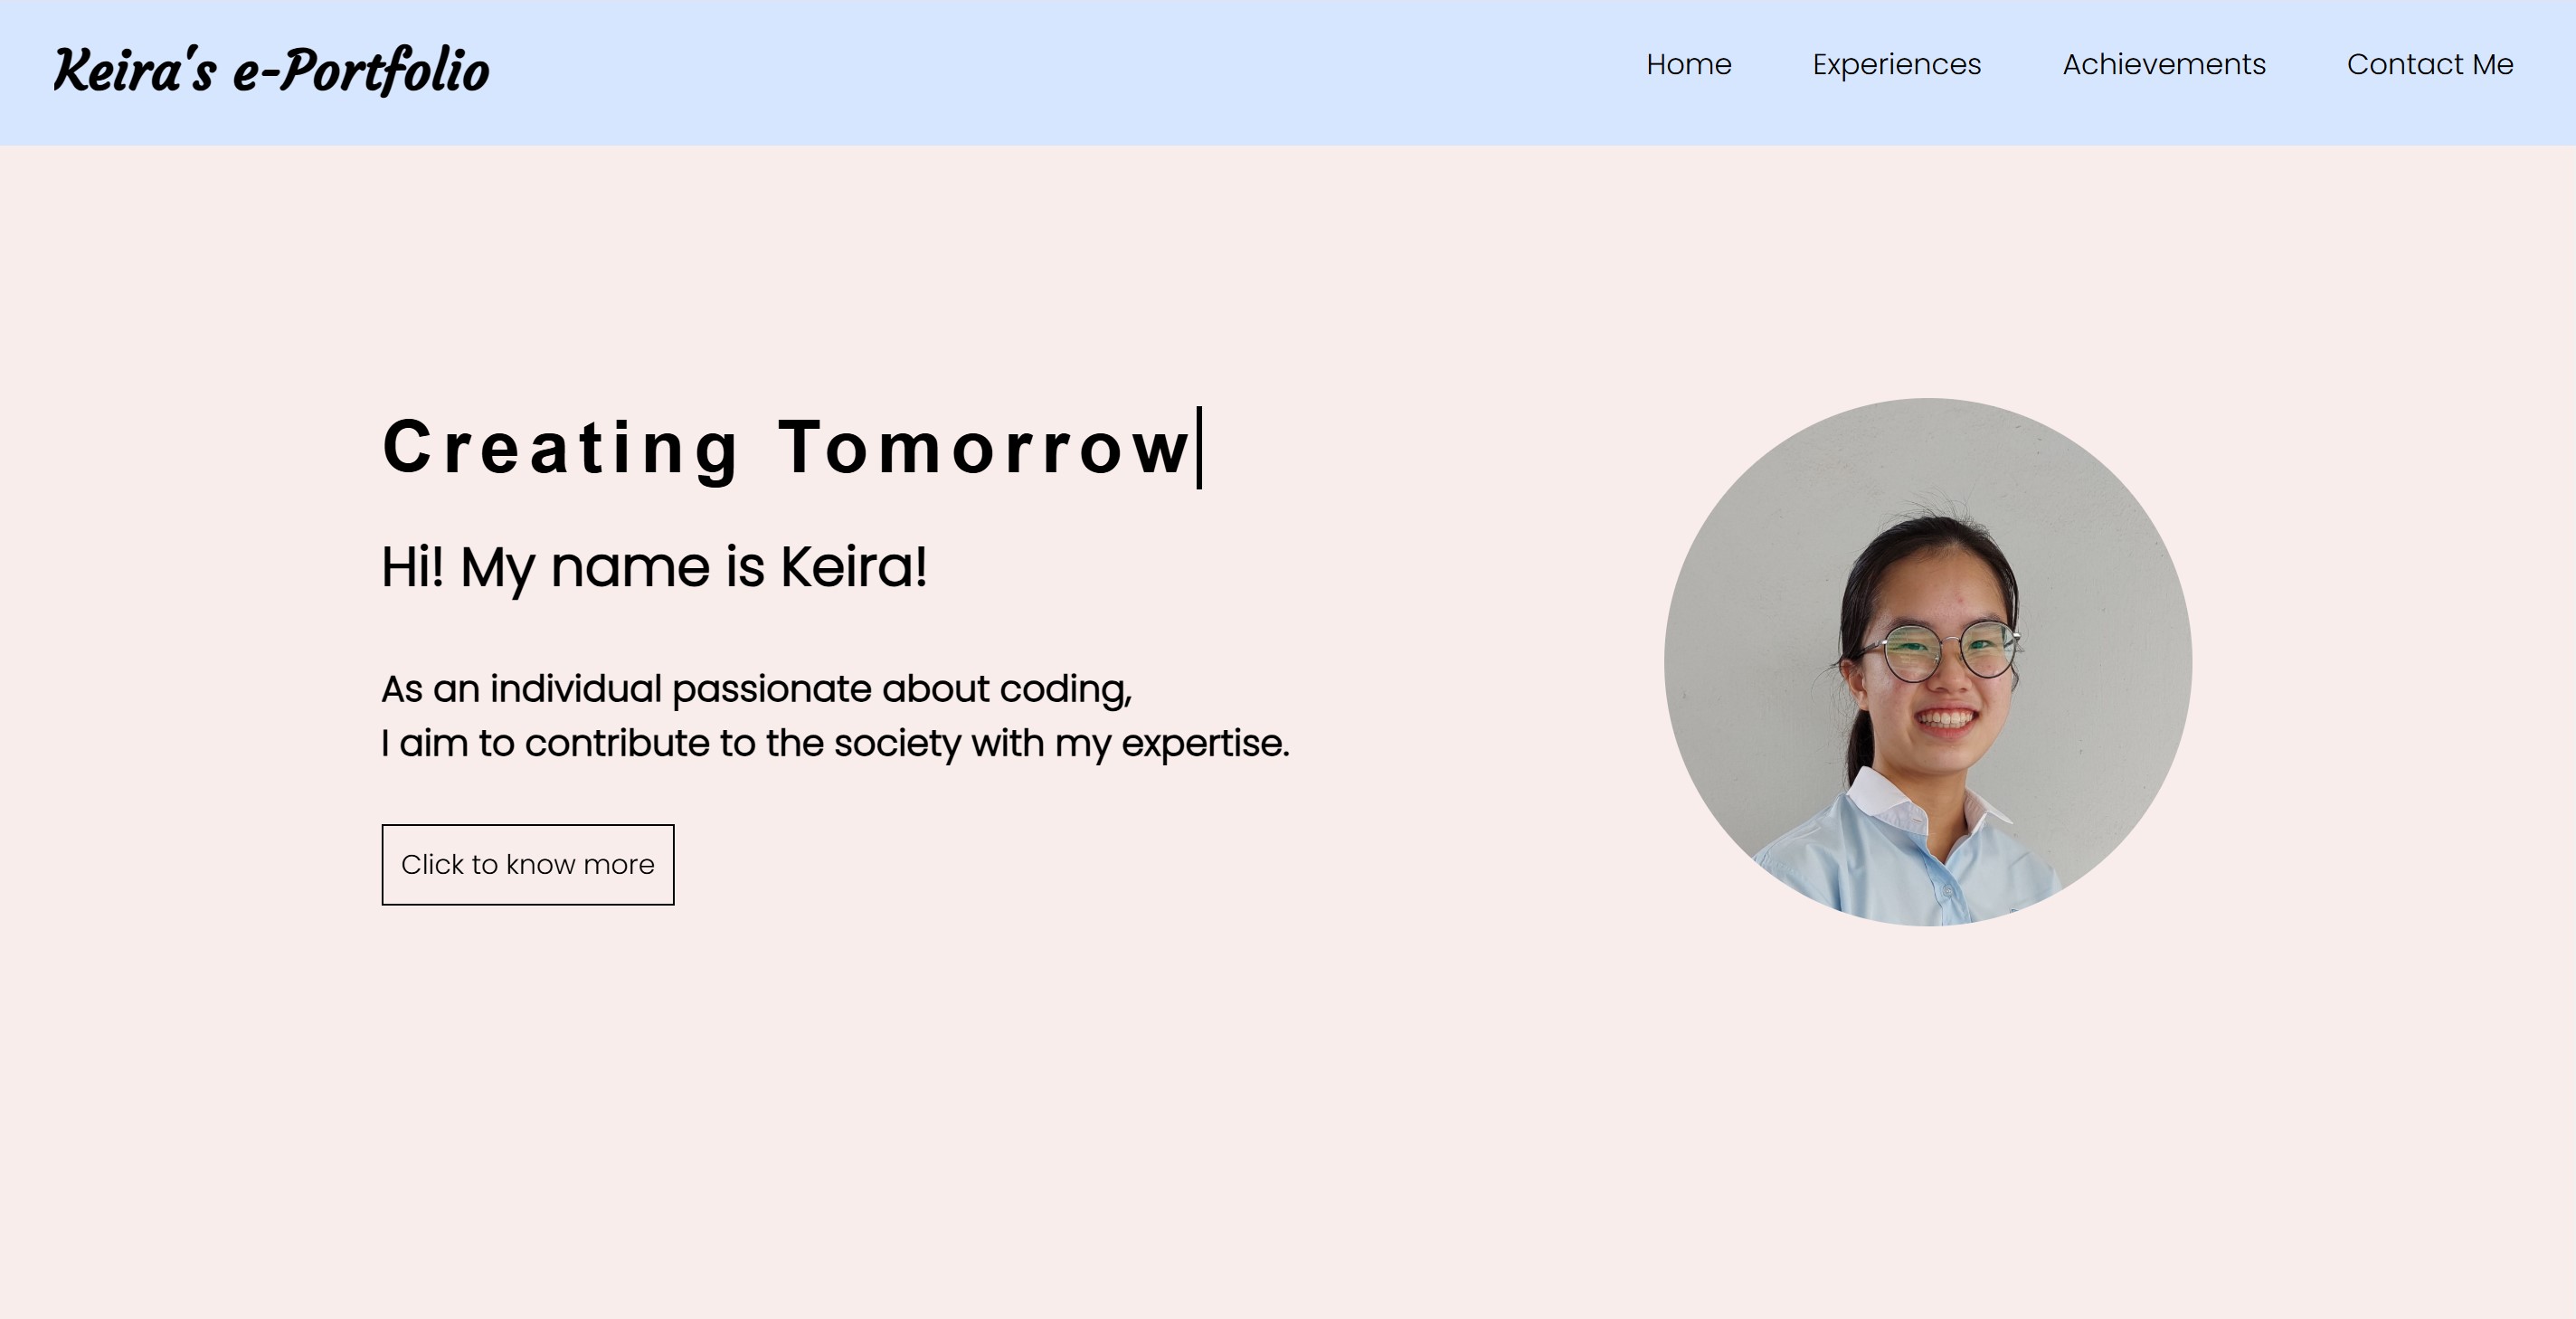 Keira's e-Portfolio
Home Experiences Achievements Contact Me
Creating Tomorrow
Hi! My name is Keira!
As an individual passionate about coding,
I aim to contribute to the society with my expertise.
Click to know more